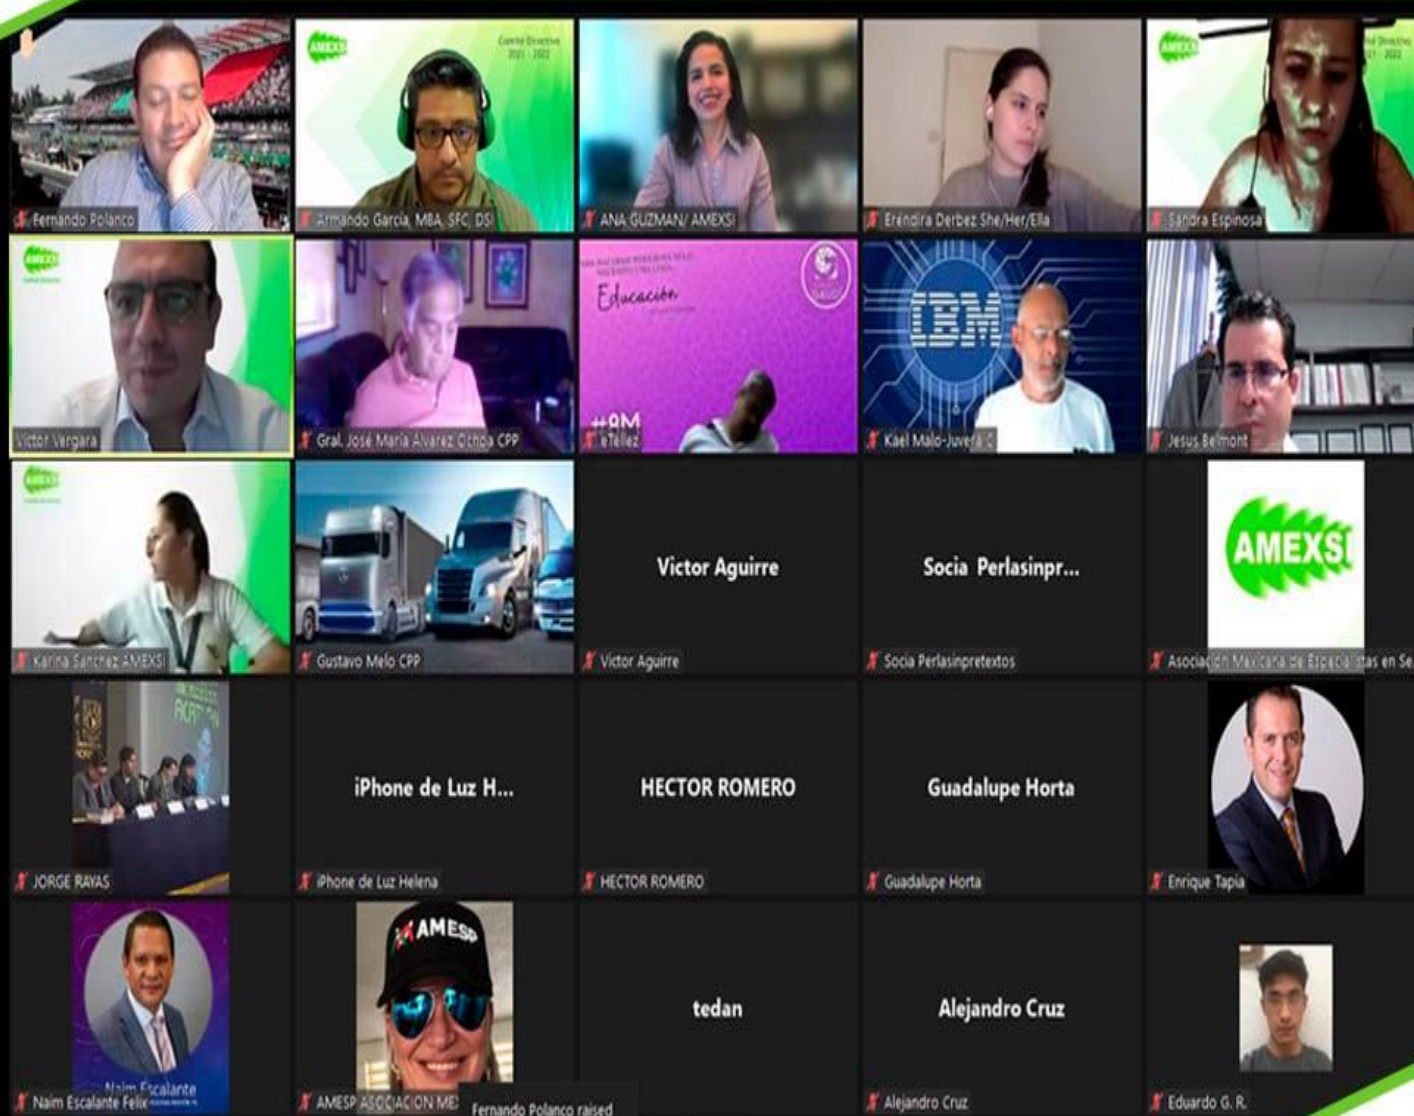 AMEXSI
Comité Directivo
2021 - 2022
AMEXSI
Fernando Polanco
Armando García, MBA, SFC, DSI
ANA GUZMAN/ AMEXSI
Eréndira Derbez She/Her/Ella
Sandra Espinosa
AMEXSI
Educación
SALUD
IBM
#8M
Victor Vergara
Gral. José María Álvarez Ochoa CPP
eTellez
Kael Malo-Juvera C
Jesus Belmont
AMEXSI
Victor Aguirre
Socia Perlasinpr...
AMEXSI
Karina Sanchez AMEXSI
Gustavo Melo CPP
Victor Aguirre
Socia Perlasinpretextos
Asociación Mexicana de Especialistas en Se
iPhone de Luz H...
HECTOR ROMERO
Guadalupe Horta
JORGE RAYAS
iPhone de Luz Helena
HECTOR ROMERO
Guadalupe Horta
Enrique Tapia
AMESP
tedan
Alejandro Cruz
Naim Escalante
Naim Escalante Felix
AMESP ASOCIACION ME
Fernando Polanco raised
Alejandro Cruz
Eduardo G. R.